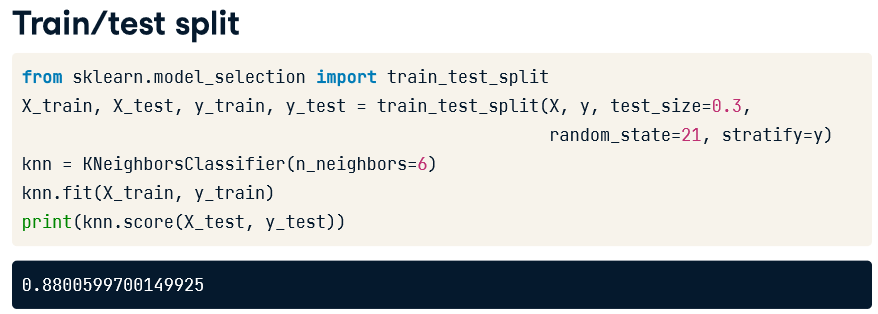 Train/test split
from sklearn.model_selection import train_test_split
X_train, X_test, y_train, y_test = train_test_split(X, y, test_size=0.3,
random_state=21, stratify=y)
knn = KNeighborsClassifier(n_neighbors=6)
knn.fit(X_train, y_train)
print(knn.score(X_test, y_test))
0.8800599700149925